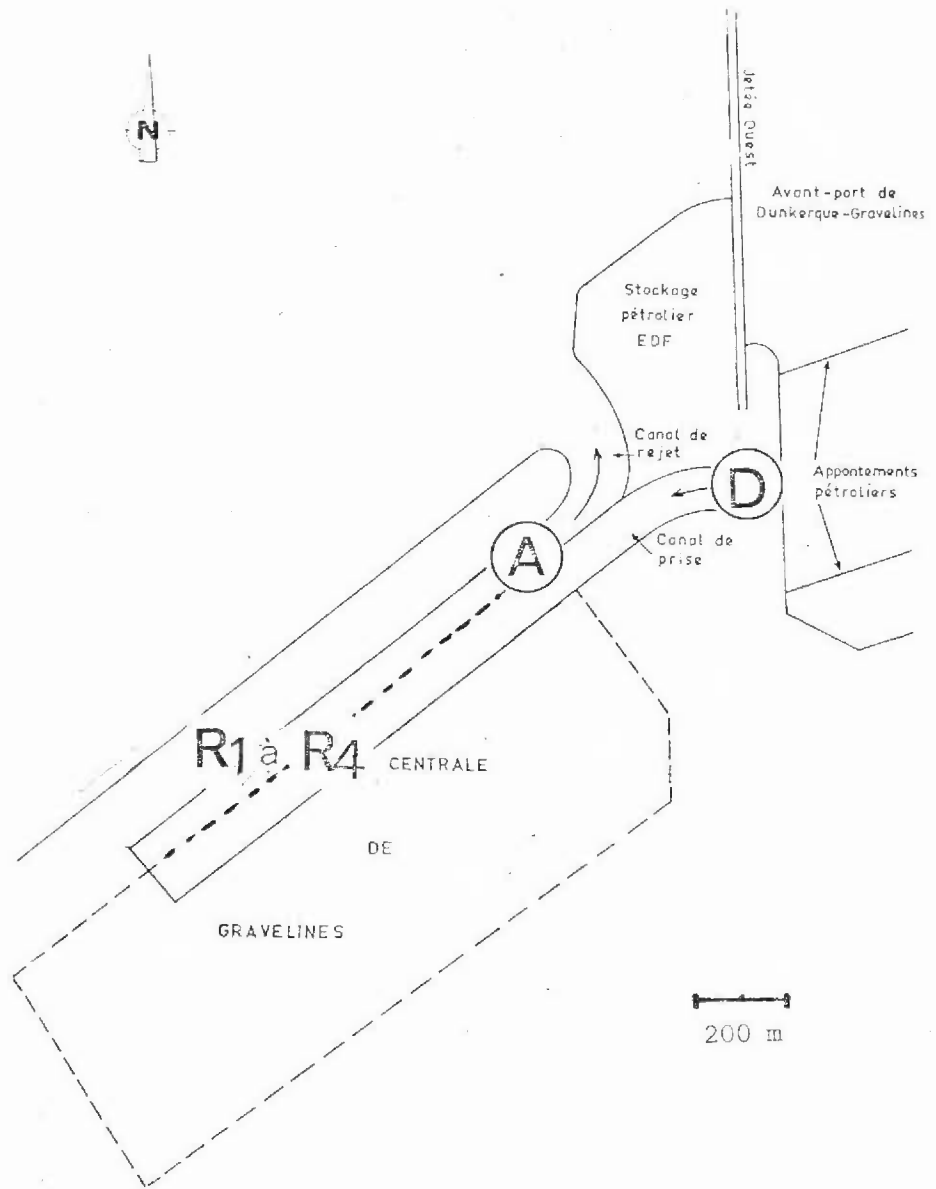 N
Jetée Ouest
Avant-port de
Dunkerque-Gravelines
Stockage
pétrolier
EDF
Canal de
rejet
D
Appontements
pétroliers
A
Canal de
prise
R1 à R4
CENTRALE
DE
GRAVELINES
200 m